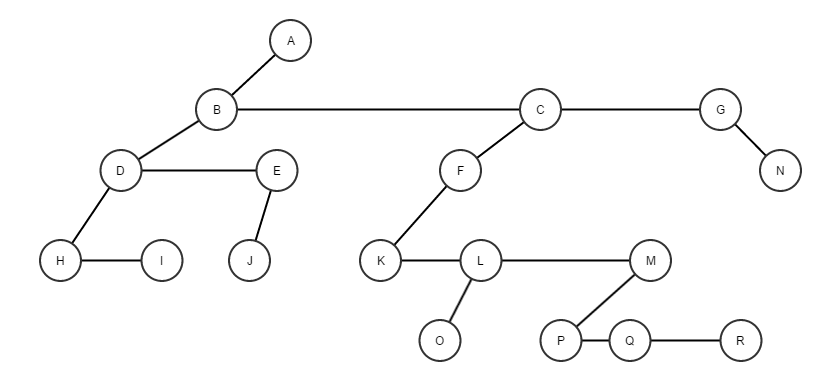 A
B C G
D E F N
H I J K L M
O P Q R